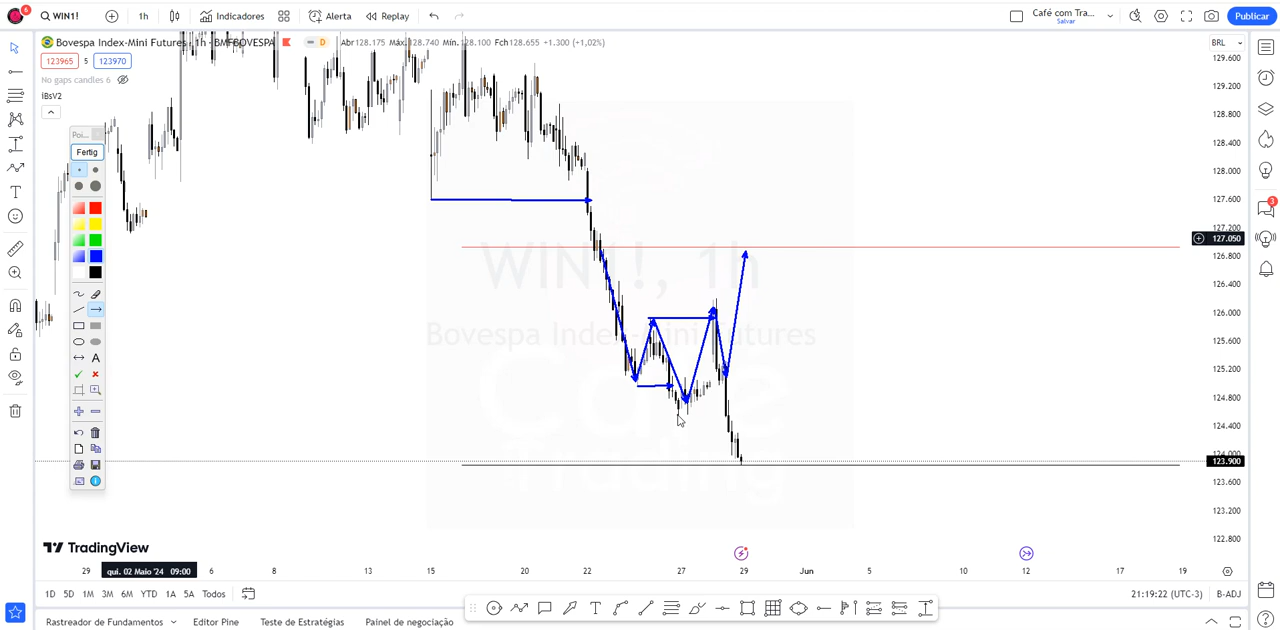 6
WIN1!
1h
Indicadores
Alerta
Replay
Café com Tra...
Salvar
Publicar
Bovespa Index-Mini Futures · 1h · BMFBOVESPA
D
Abr128.175 Máx.128.740 Mín.128.100 Fch128.655 +1.300 (+1,02%)
BRL
123965
5
123970
No gaps candles 6
iBsV2
Poi...
Fertig
A
129.600
129.200
128.800
128.400
128.000
127.600
127.200
127.050
126.800
126.400
126.000
125.600
125.200
124.800
124.400
124.000
123.900
123.600
123.200
122.800
3
WIN1!, 1h
Bovespa Index-Mini Futures
Café
Trading
TradingView
29
qui. 02 Maio '24 09:00
6
8
13
15
20
22
27
29
Jun
5
10
12
17
19
1D 5D 1M 3M 6M YTD 1A 5A Todos
21:19:22 (UTC-3)
B-ADJ
Rastreador de Fundamentos
Editor Pine
Teste de Estratégias
Painel de negociação